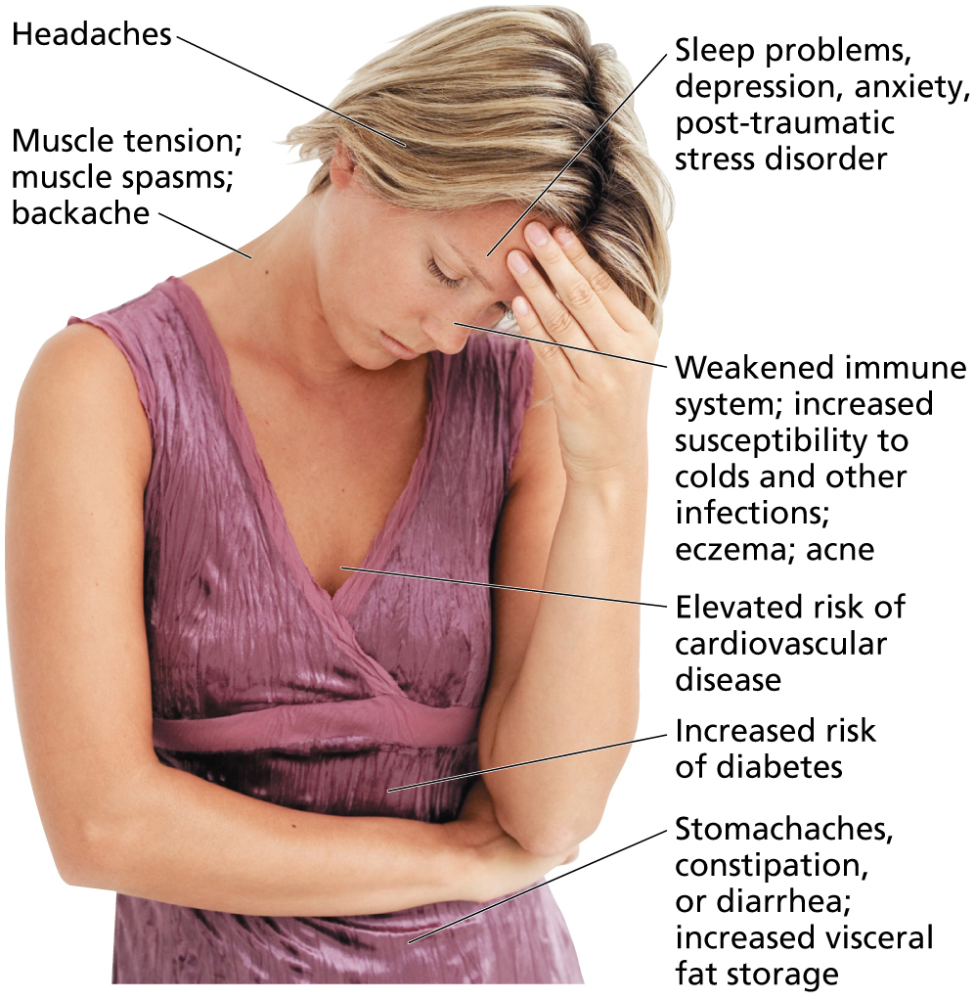 Headaches
Muscle tension;
muscle spasms;
backache
Sleep problems,
depression, anxiety,
post-traumatic
stress disorder
Weakened immune
system; increased
susceptibility to
colds and other
infections;
eczema; acne
Elevated risk of
cardiovascular
disease
Increased risk
of diabetes
Stomachaches,
constipation,
or diarrhea;
increased visceral
fat storage